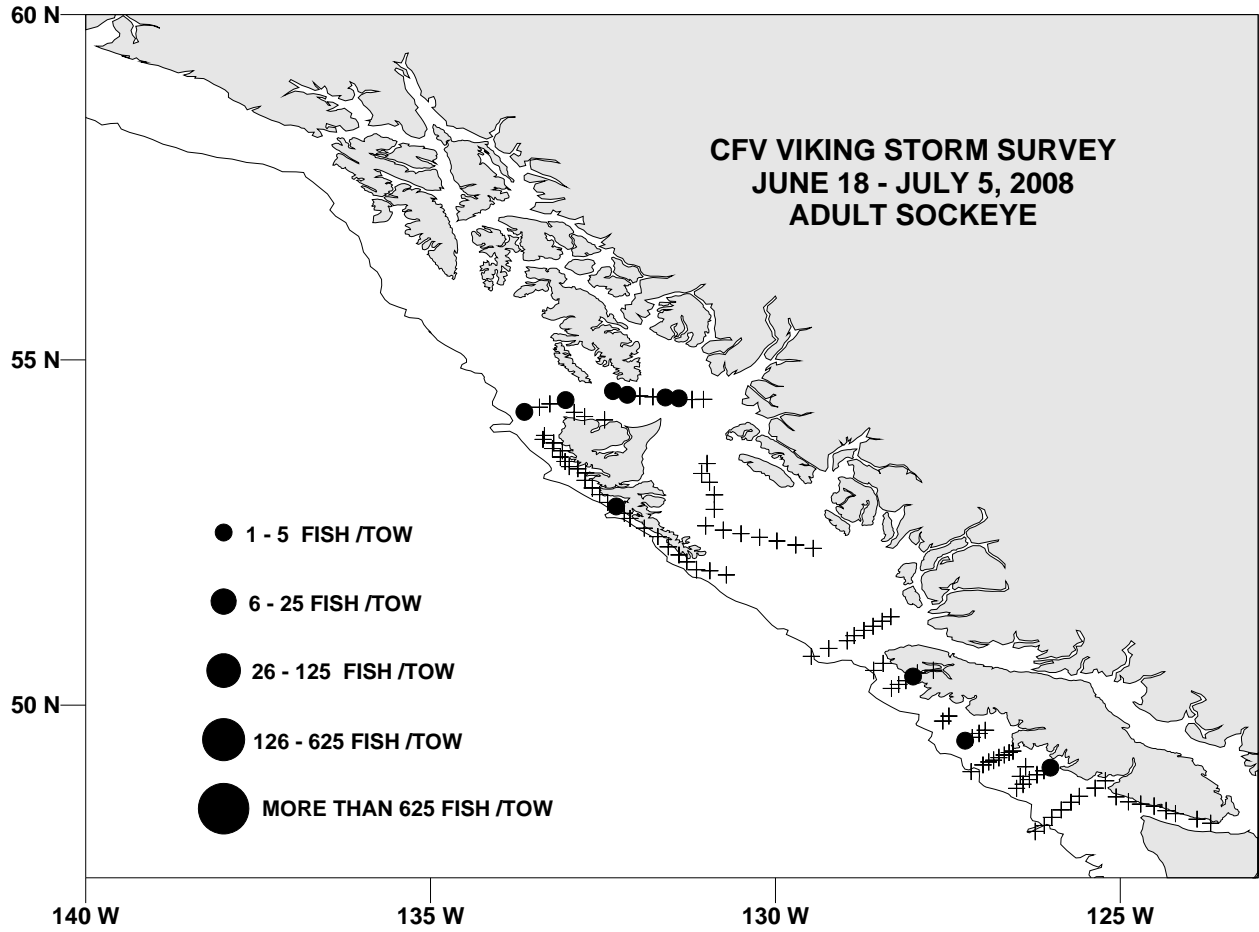 60 N
CFV VIKING STORM SURVEY
JUNE 18 - JULY 5, 2008
ADULT SOCKEYE
55 N
1 - 5 FISH /TOW
6 - 25 FISH /TOW
26 - 125 FISH /TOW
50 N
126 - 625 FISH /TOW
MORE THAN 625 FISH /TOW
140 W
135 W
130 W
125 W